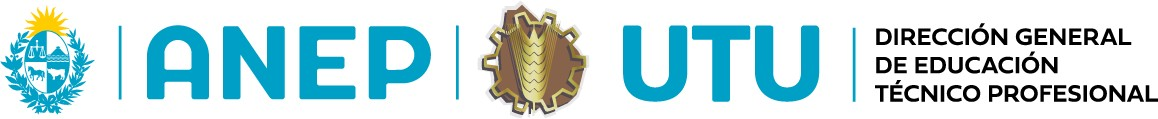 ANEP
UTU
DIRECCIÓN GENERAL
DE EDUCACIÓN
TÉCNICO PROFESIONAL